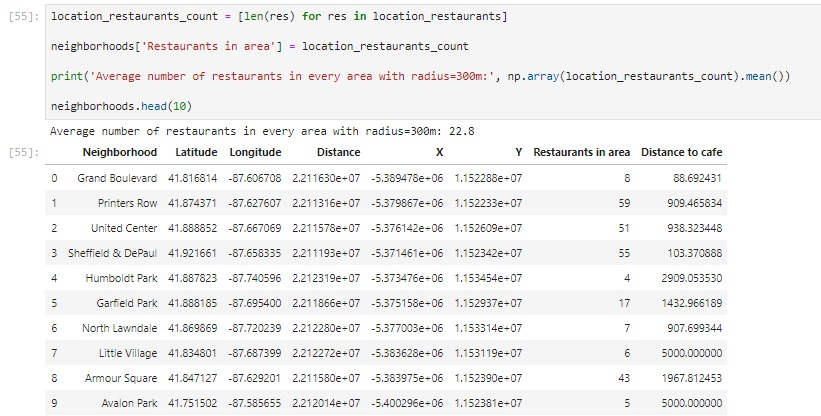 [55]: location_restaurants_count = [len(res) for res in location_restaurants]
neighborhoods['Restaurants in area'] = location_restaurants_count
print('Average number of restaurants in every area with radius=300m:', np.array(location_restaurants_count).mean())
neighborhoods.head(10)
Average number of restaurants in every area with radius=300m: 22.8
[55]: Neighborhood Latitude Longitude Distance X Y Restaurants in area Distance to cafe
0 Grand Boulevard 41.816814 -87.606708 2.211630e+07 -5.389478e+06 1.152288e+07 8 88.692431
1 Printers Row 41.874371 -87.627607 2.211316e+07 -5.379867e+06 1.152233e+07 59 909.465834
2 United Center 41.888852 -87.667069 2.211578e+07 -5.376142e+06 1.152609e+07 51 938.323448
3 Sheffield & DePaul 41.921661 -87.658335 2.211193e+07 -5.371461e+06 1.152342e+07 55 103.370888
4 Humboldt Park 41.887823 -87.740596 2.212319e+07 -5.373476e+06 1.153454e+07 4 2909.053530
5 Garfield Park 41.888185 -87.695400 2.211866e+07 -5.375158e+06 1.152937e+07 17 1432.966189
6 North Lawndale 41.869869 -87.720239 2.212280e+07 -5.377003e+06 1.153314e+07 7 907.699344
7 Little Village 41.834801 -87.687399 2.212272e+07 -5.383628e+06 1.153119e+07 6 5000.000000
8 Armour Square 41.847127 -87.629201 2.211580e+07 -5.383975e+06 1.152390e+07 43 1967.812453
9 Avalon Park 41.751502 -87.585655 2.212014e+07 -5.400296e+06 1.152381e+07 5 5000.000000